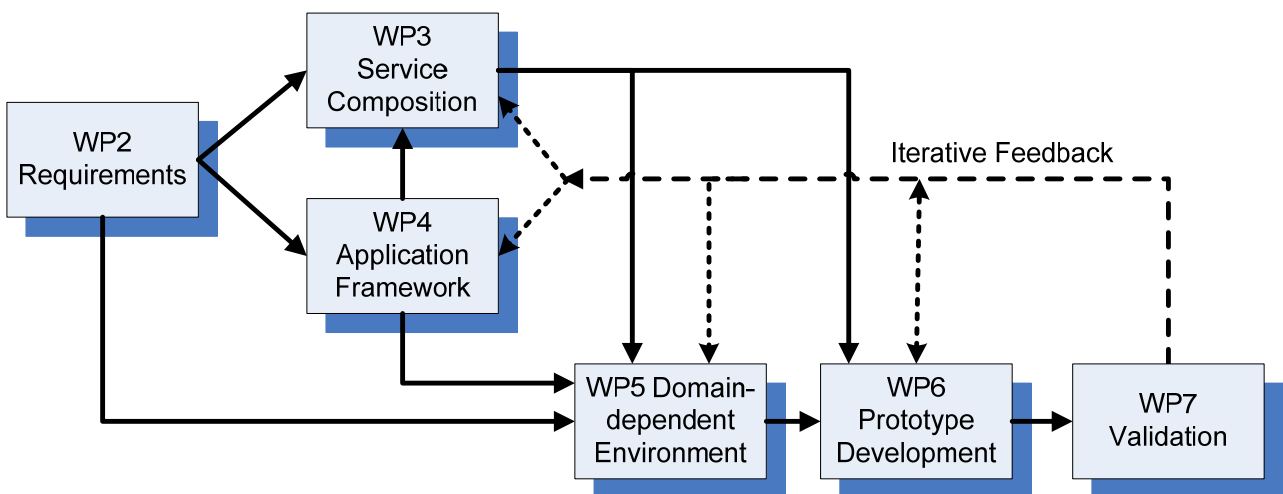 WP3
Service
Composition
WP2
Requirements
Iterative Feedback
WP4
Application
Framework
WP5 Domain-
dependent
Environment
WP6
Prototype
Development
WP7
Validation